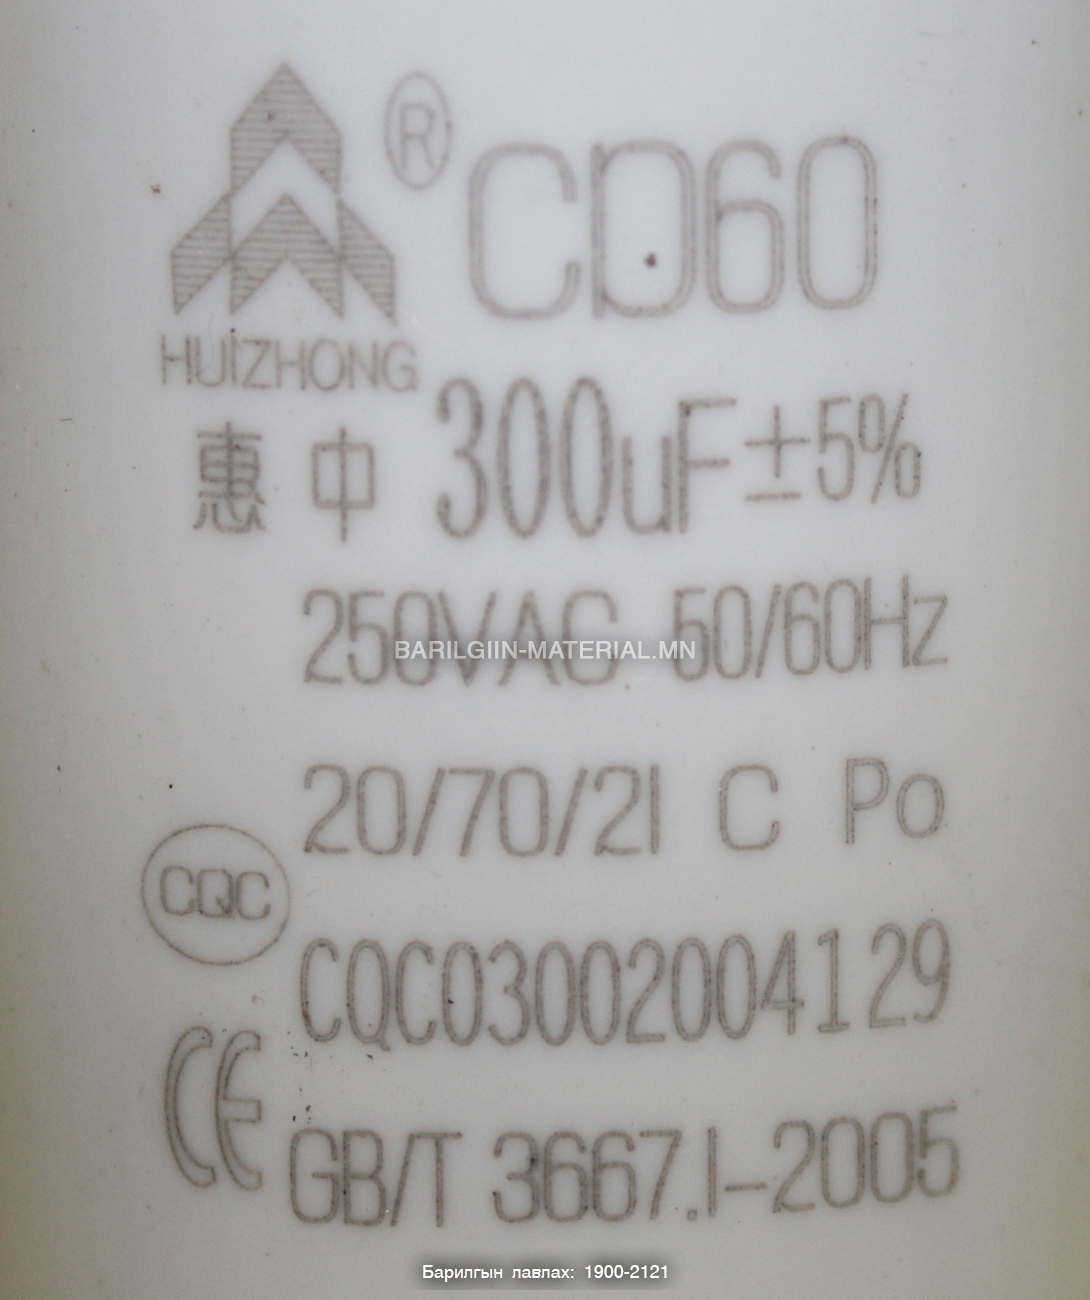 ® CD60
HUIZHONG
惠中 300uF±5%
250VAC 50/60Hz
BARILGIIN-MATERIAL.MN
20/70/21 C Po
CQC
CQC03002004129
CE
GB/T 3667.1-2005
Барилгын лавлах: 1900-2121